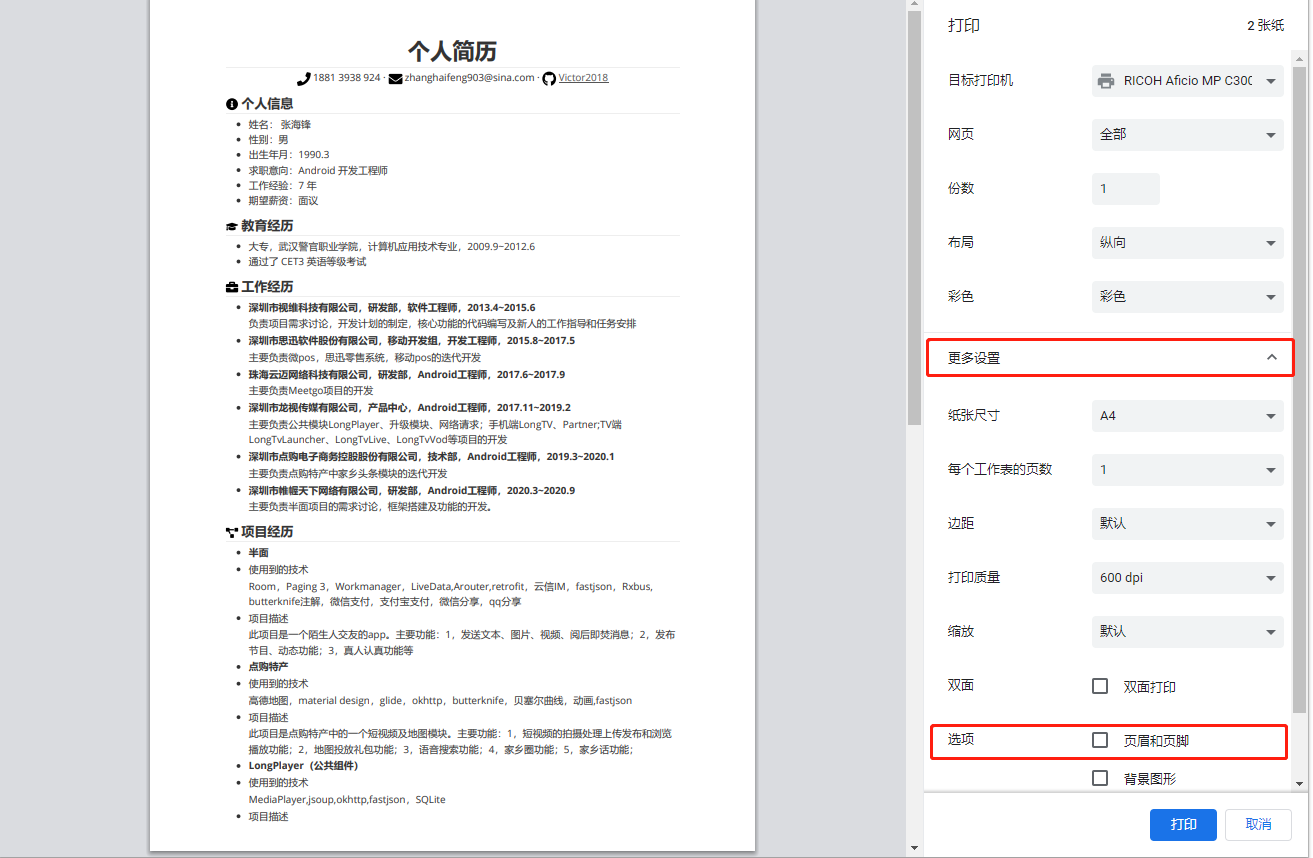 个人简历
1881 3938 924 · zhanghaifeng903@sina.com · Victor2018
个人信息
• 姓名： 张海锋
• 性别：男
• 出生年月：1990.3
• 求职意向：Android 开发工程师
• 工作经验：7 年
• 期望薪资：面议
教育经历
• 大专，武汉警官职业学院，计算机应用技术专业，2009.9~2012.6
• 通过了 CET3 英语等级考试
工作经历
• 深圳市视维科技有限公司，研发部，软件工程师，2013.4~2015.6
负责项目需求讨论，开发计划的制定，核心功能的代码编写及新人的工作指导和任务安排
• 深圳市思迅软件股份有限公司，移动开发组，开发工程师，2015.8~2017.5
主要负责微pos，思迅零售系统，移动pos的迭代开发
• 珠海云迈网络科技有限公司，研发部，Android工程师，2017.6~2017.9
主要负责Meetgo项目的开发
• 深圳市龙视传媒有限公司，产品中心，Android工程师，2017.11~2019.2
主要负责公共模块LongPlayer、升级模块、网络请求；手机端LongTV、Partner;TV端
LongTvLauncher、LongTvLive、LongTvVod等项目的开发
• 深圳市点购电子商务控股股份有限公司，技术部，Android工程师，2019.3~2020.1
主要负责点购特产中家乡头条模块的迭代开发
• 深圳市帷幄天下网络有限公司，研发部，Android工程师，2020.3~2020.9
主要负责半面项目的需求讨论，框架搭建及功能的开发。
项目经历
• 半面
• 使用到的技术
Room，Paging 3，Workmanager，LiveData,Arouter,retrofit，云信IM，fastjson，Rxbus,
butterknife注解，微信支付，支付宝支付，微信分享，qq分享
• 项目描述
此项目是一个陌生人交友的app。主要功能：1，发送文本、图片、视频、阅后即焚消息；2，发布
节目、动态功能；3，真人认真功能等
• 点购特产
• 使用到的技术
高德地图，material design，glide，okhttp，butterknife，贝塞尔曲线，动画,fastjson
• 项目描述
此项目是点购特产中的一个短视频及地图模块。主要功能：1，短视频的拍摄处理上传发布和浏览
播放功能；2，地图投放礼包功能；3，语音搜索功能；4，家乡圈功能；5，家乡话功能；
• LongPlayer（公共组件）
• 使用到的技术
MediaPlayer,jsoup,okhttp,fastjson，SQLite
• 项目描述
打印 2 张纸
目标打印机 RICOH Aficio MP C300
网页 全部
份数 1
布局 纵向
彩色 彩色
更多设置
纸张尺寸 A4
每个工作表的页数 1
边距 默认
打印质量 600 dpi
缩放 默认
双面 双面打印
选项 页眉和页脚
背景图形
打印 取消